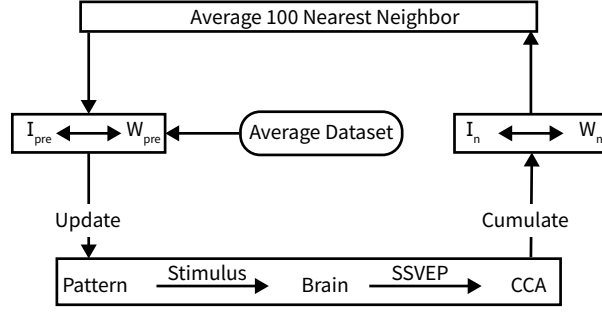 Average 100 Nearest Neighbor
I_pre W_pre
Average Dataset
I_n W_n
Update
Cumulate
Pattern Stimulus Brain SSVEP CCA